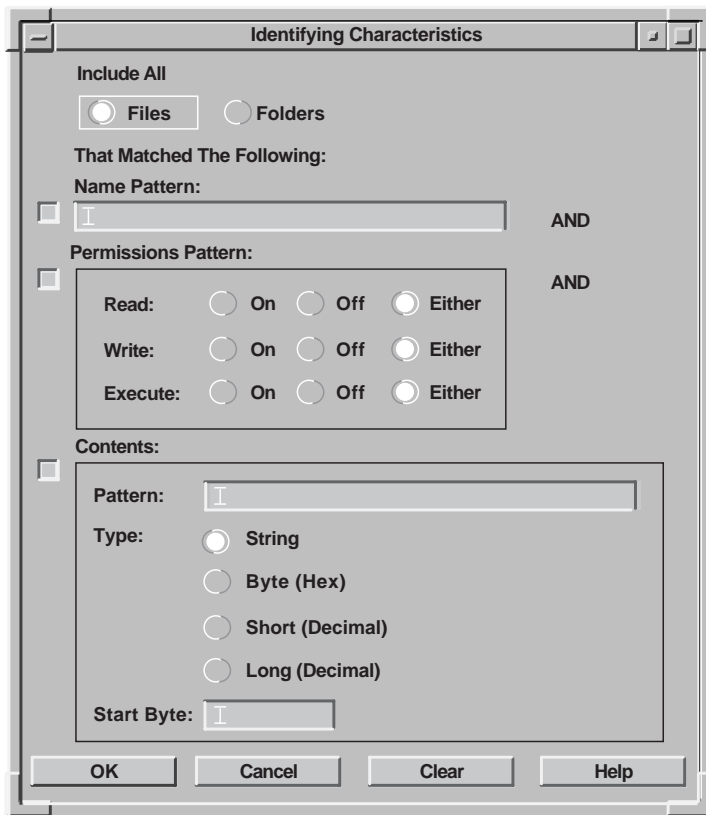 Identifying Characteristics
Include All
Files Folders
That Matched The Following:
Name Pattern:
AND
Permissions Pattern:
AND
Read: On Off Either
Write: On Off Either
Execute: On Off Either
Contents:
Pattern:
Type: String
Byte (Hex)
Short (Decimal)
Long (Decimal)
Start Byte:
OK Cancel Clear Help